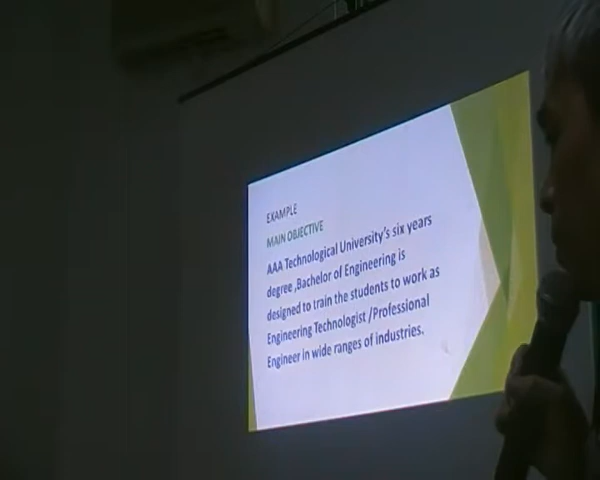 EXAMPLE
MAIN OBJECTIVE
AAA Technological University's six years
degree ,Bachelor of Engineering is
designed to train the students to work as
Engineering Technologist /Professional
Engineer in wide ranges of industries.